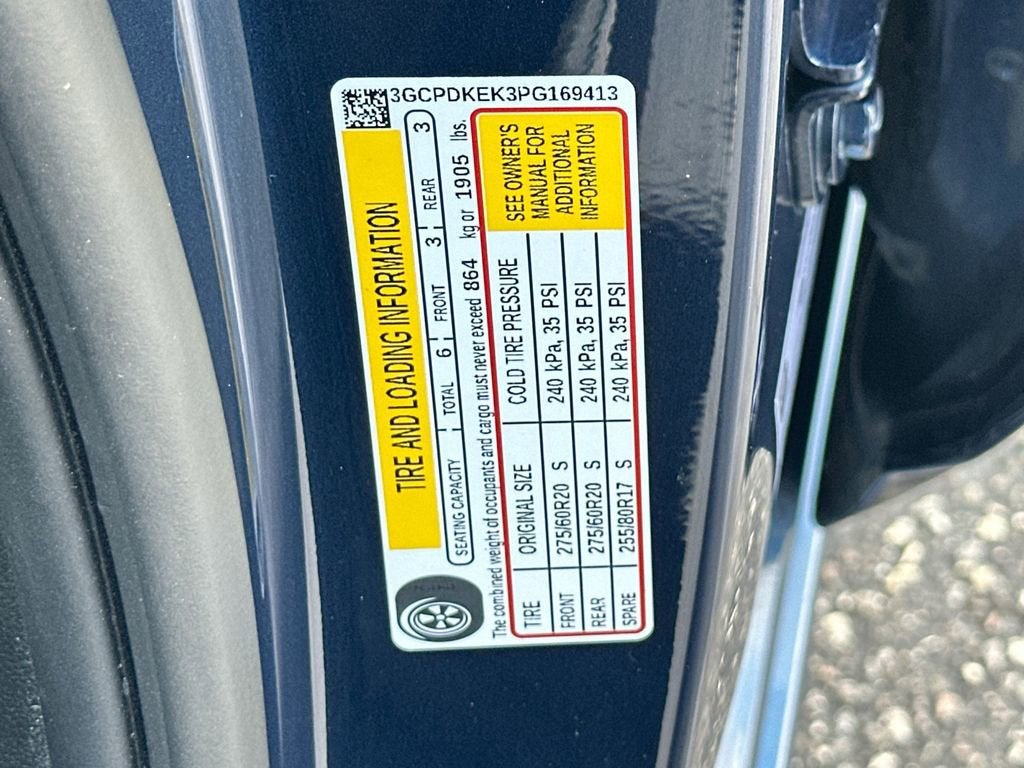 3GCPDKEK3PG169413
TIRE AND LOADING INFORMATION
SEATING CAPACITY TOTAL 6 FRONT 3 REAR 3
The combined weight of occupants and cargo must never exceed 864 kg or 1905 lbs.
TIRE ORIGINAL SIZE COLD TIRE PRESSURE
FRONT 275/60R20 S 240 kPa, 35 PSI
REAR 275/60R20 S 240 kPa, 35 PSI
SPARE 255/80R17 S 240 kPa, 35 PSI
SEE OWNER'S
MANUAL FOR
ADDITIONAL
INFORMATION